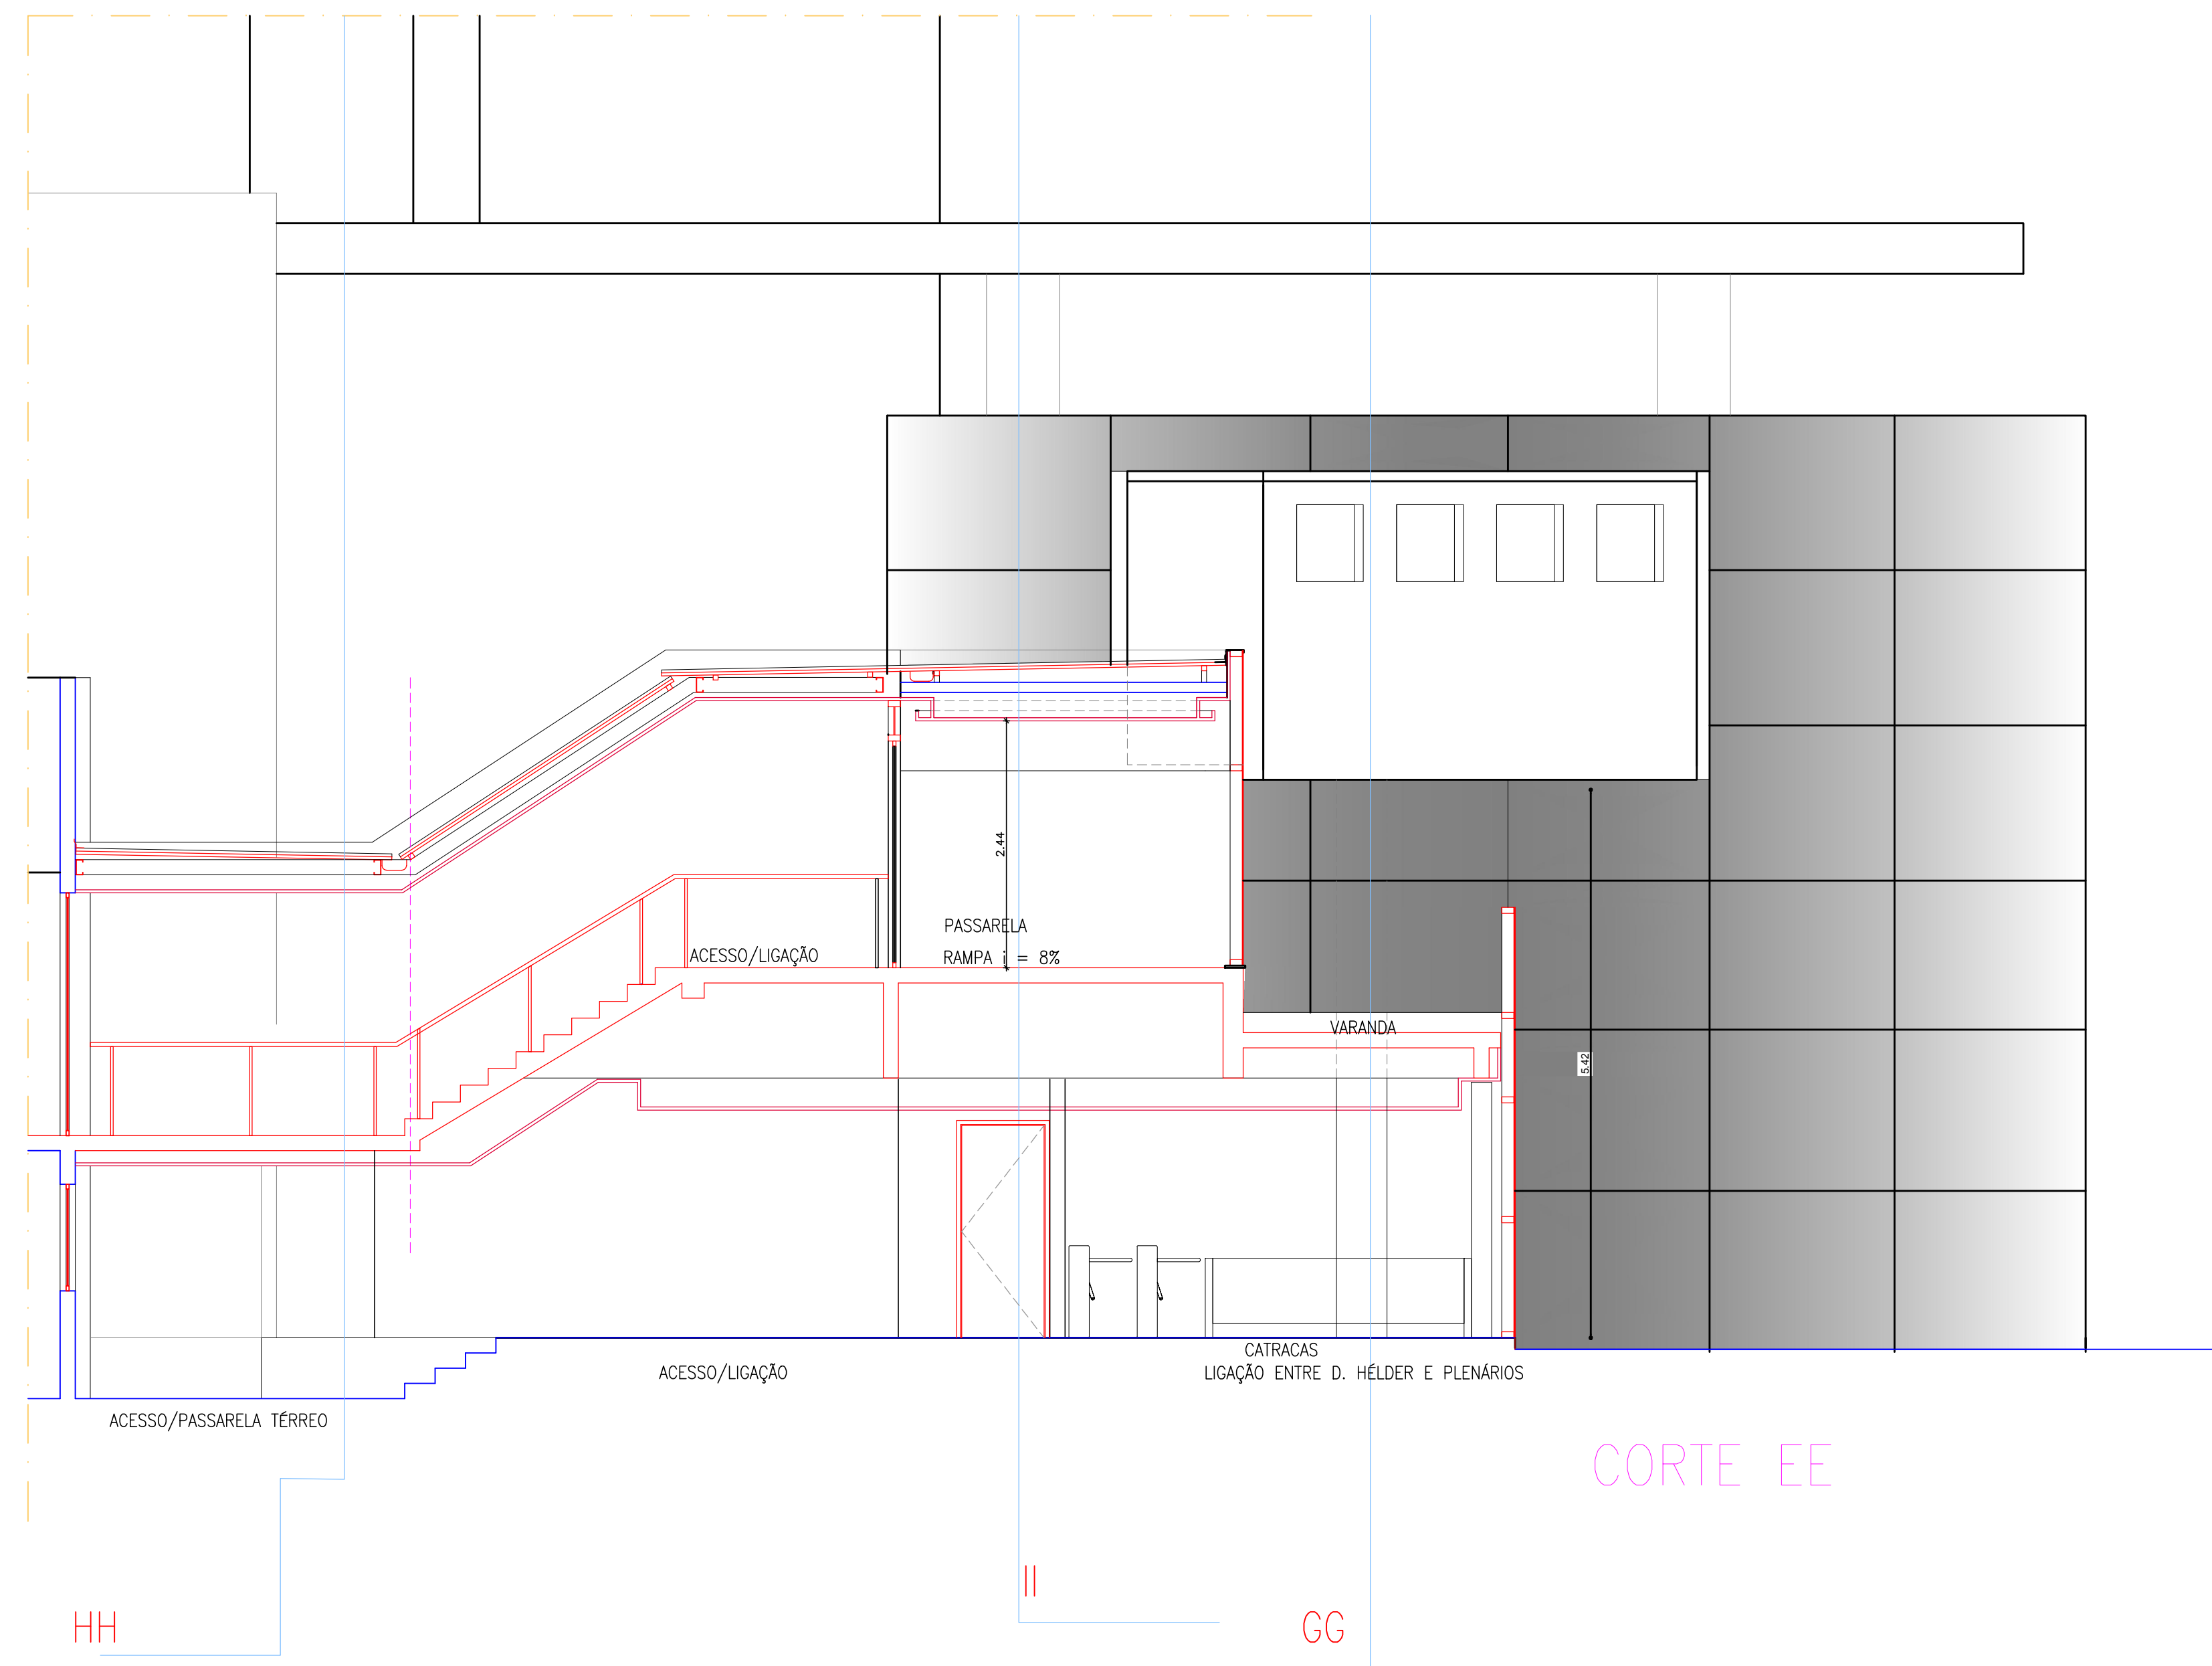 2.44
PASSARELA
ACESSO/LIGAÇÃO
RAMPA i = 8%
VARANDA
5.42
CATRACAS
ACESSO/LIGAÇÃO
LIGAÇÃO ENTRE D. HÉLDER E PLENÁRIOS
ACESSO/PASSARELA TÉRREO
CORTE EE
II
HH
GG